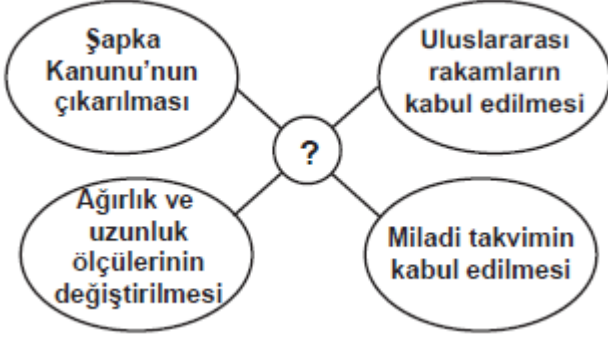 Şapka
Kanunu'nun
çıkarılması
Uluslararası
rakamların
kabul edilmesi
?
Ağırlık ve
uzunluk
ölçülerinin
değiştirilmesi
Miladi takvimin
kabul edilmesi